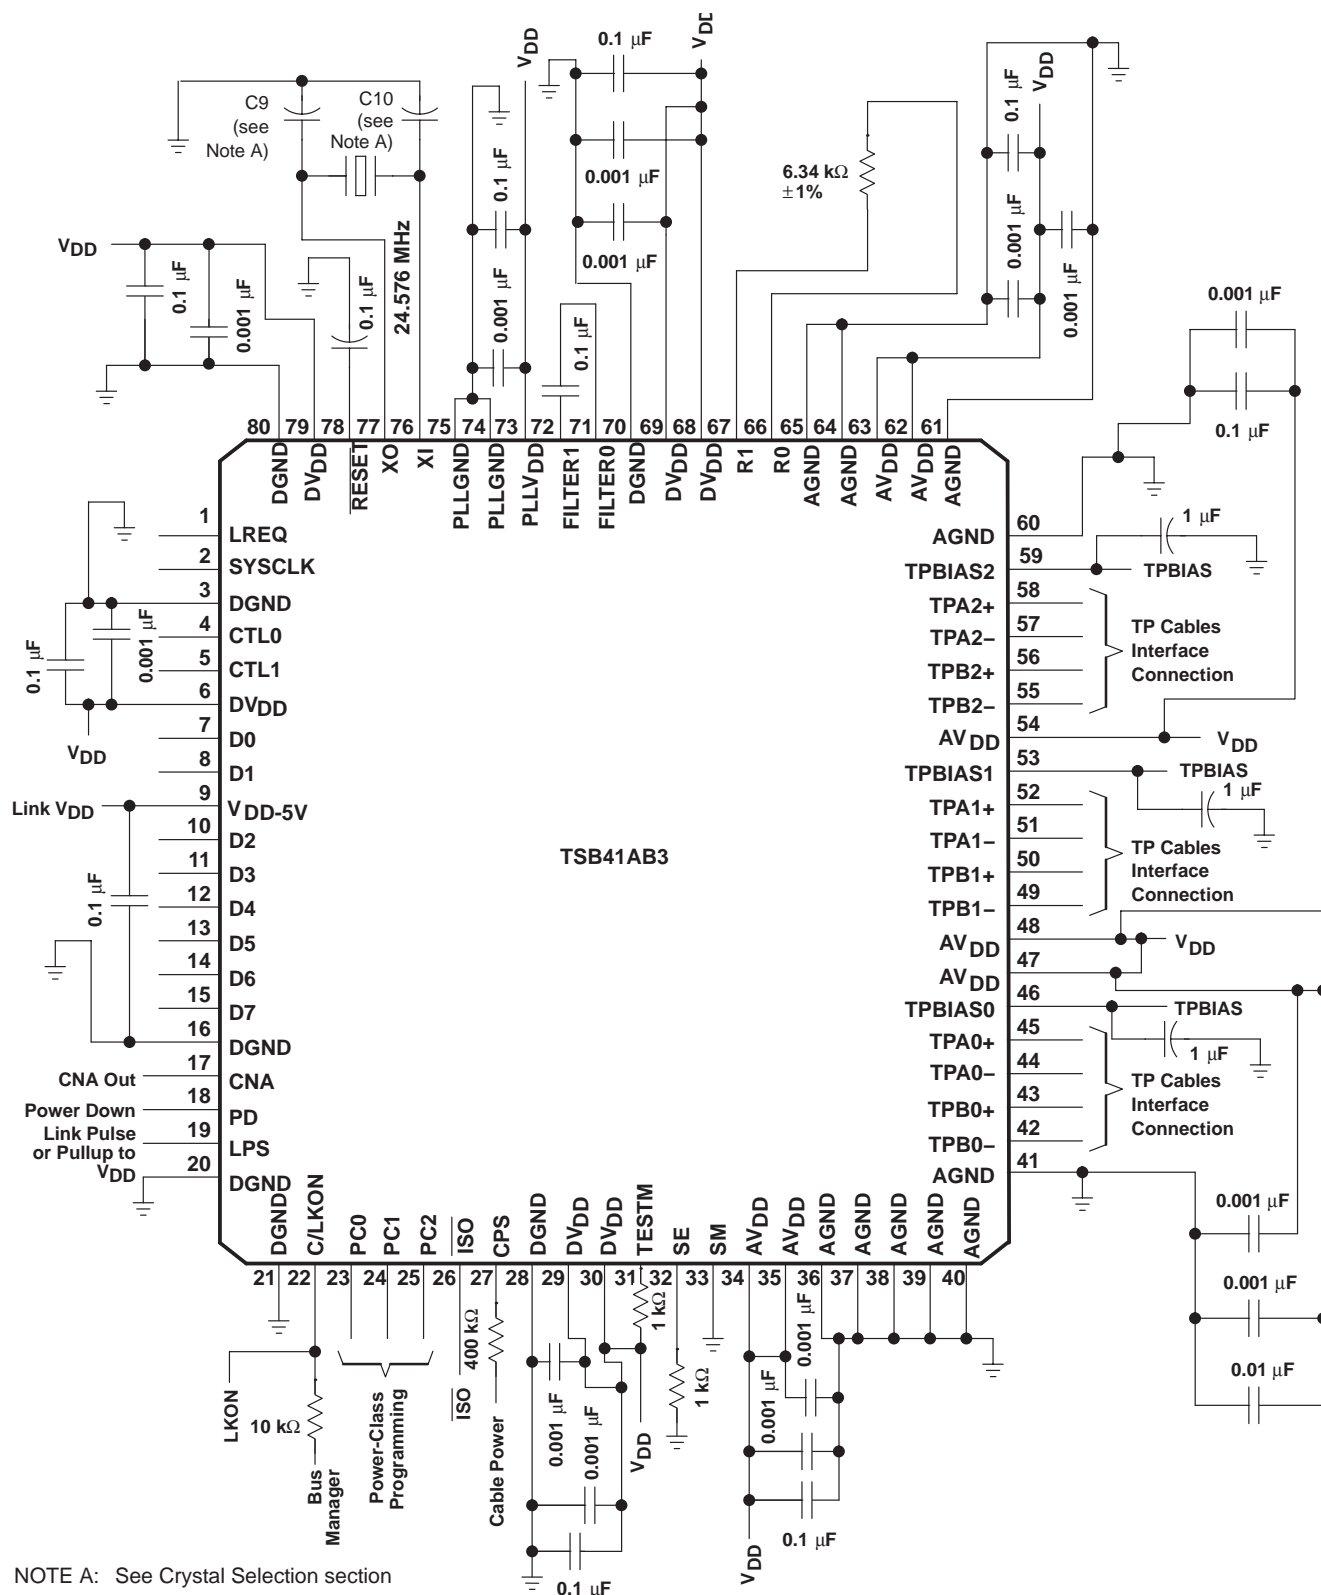 0.1 µF
VDD
VDD
C9
(see
Note A)
C10
(see
Note A)
24.576 MHz
0.1 µF
0.001 µF
0.001 µF
0.001 µF
0.1 µF
6.34 kΩ
±1%
0.1 µF
VDD
0.001 µF
0.001 µF
VDD
0.1 µF
0.001 µF
0.1 µF
0.001 µF
0.1 µF
80 79 78 77 76 75 74 73 72 71 70 69 68 67 66 65 64 63 62 61
DGND
DVDD
RESET
XO
XI
PLLGND
PLLGND
PLLVDD
FILTER1
FILTER0
DGND
DVDD
DVDD
R1
R0
AGND
AGND
AVDD
AVDD
AGND
1 LREQ
2 SYSCLK
3 DGND
4 CTL0
5 CTL1
6 DVDD
7 D0
8 D1
9 VDD-5V
10 D2
11 D3
12 D4
13 D5
14 D6
15 D7
16 DGND
17 CNA
18 PD
19 LPS
20 DGND
0.1 µF
0.001 µF
VDD
Link VDD
0.1 µF
CNA Out
Power Down
Link Pulse
or Pullup to
VDD
TSB41AB3
AGND 60
TPBIAS2 59
TPA2+ 58
TPA2− 57
TPB2+ 56
TPB2− 55
AVDD 54
TPBIAS1 53
TPA1+ 52
TPA1− 51
TPB1+ 50
TPB1− 49
AVDD 48
AVDD 47
TPBIAS0 46
TPA0+ 45
TPA0− 44
TPB0+ 43
TPB0− 42
AGND 41
1 µF
TPBIAS
TP Cables
Interface
Connection
VDD
TPBIAS
1 µF
TP Cables
Interface
Connection
VDD
TPBIAS
1 µF
TP Cables
Interface
Connection
0.001 µF
0.001 µF
0.01 µF
DGND
C/LKON
PC0
PC1
PC2
ISO
CPS
DGND
DVDD
DVDD
TESTM
SE
SM
AVDD
AVDD
AGND
AGND
AGND
AGND
AGND
21 22 23 24 25 26 27 28 29 30 31 32 33 34 35 36 37 38 39 40
LKON
10 kΩ
Bus
Manager
Power-Class
Programming
ISO
400 kΩ
Cable Power
0.001 µF
0.001 µF
0.1 µF
1 kΩ
VDD
1 kΩ
0.001 µF
0.001 µF
0.1 µF
VDD
NOTE A: See Crystal Selection section